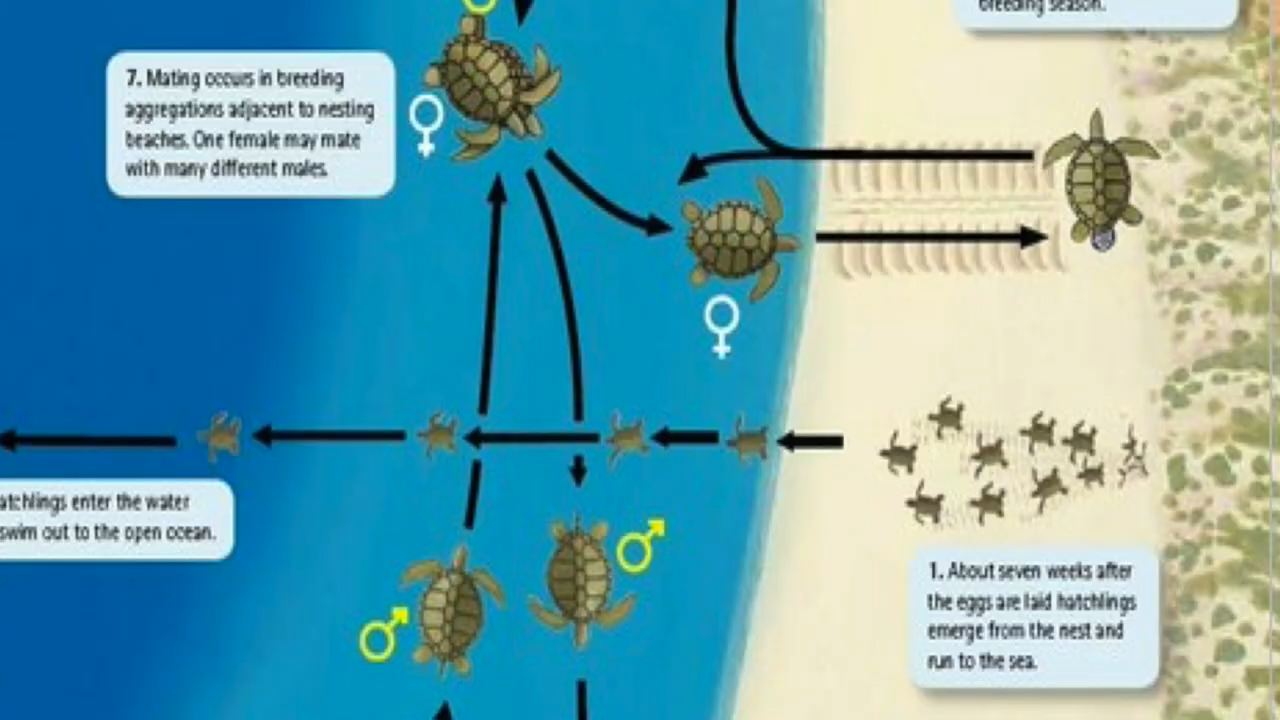 breeding season.
7. Mating occurs in breeding
aggregations adjacent to nesting
beaches. One female may mate
with many different males.
atchlings enter the water
swim out to the open ocean.
1. About seven weeks after
the eggs are laid hatchlings
emerge from the nest and
run to the sea.